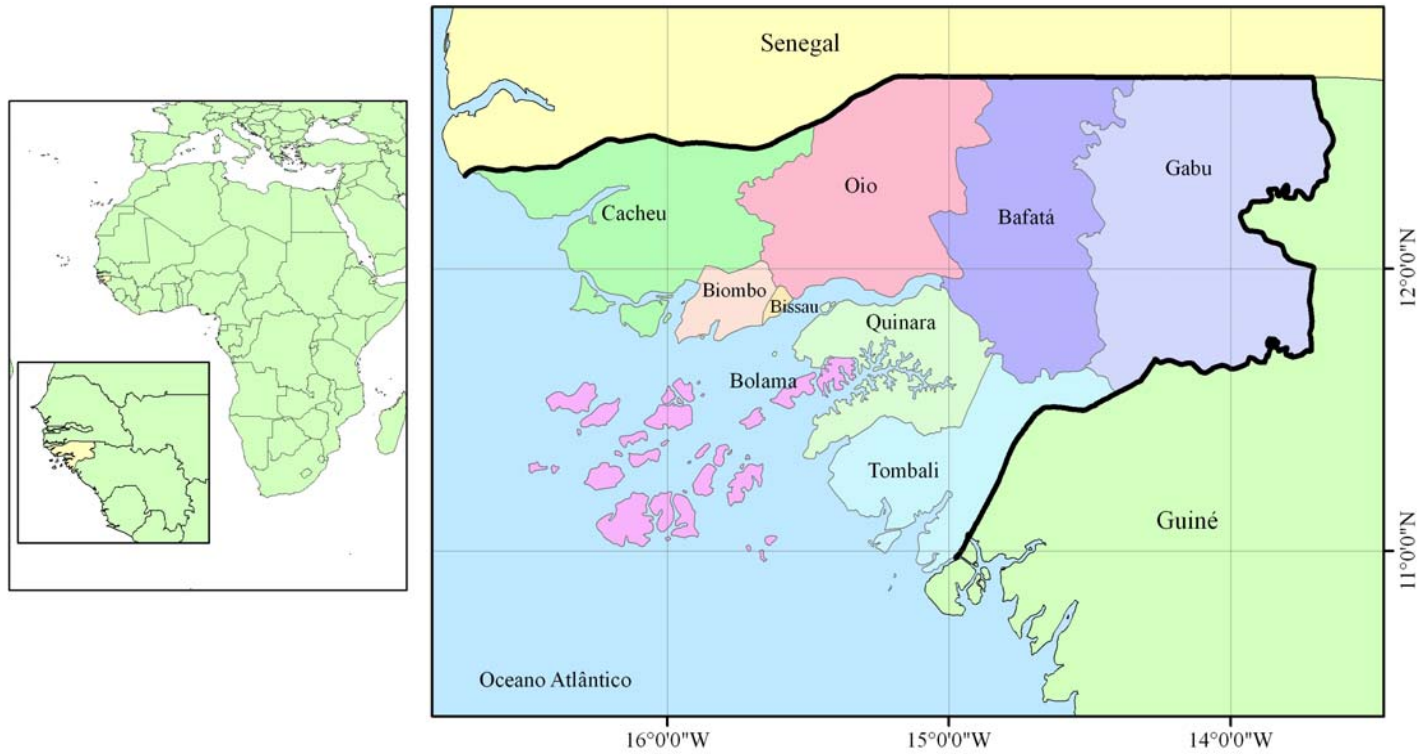 Senegal
Oio
Gabu
Cacheu
Bafatá
12°0'0"N
Biombo
Bissau
Quinara
Bolama
Tombali
Guiné
11°0'0"N
Oceano Atlântico
16°0'0"W
15°0'0"W
14°0'0"W